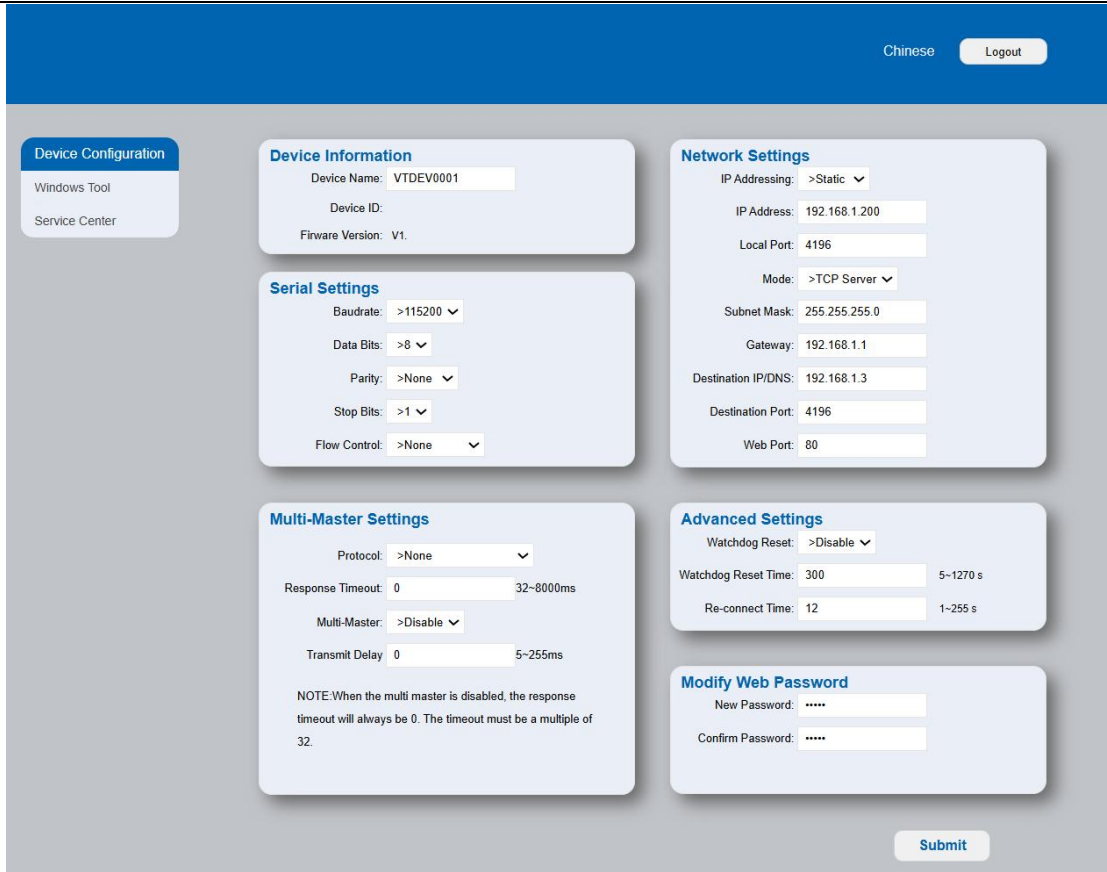 Chinese
Logout
Device Configuration
Windows Tool
Service Center
Device Information
Device Name: VTDEV0001
Device ID:
Firware Version: V1.
Serial Settings
Baudrate: >115200
Data Bits: >8
Parity: >None
Stop Bits: >1
Flow Control: >None
Network Settings
IP Addressing: >Static
IP Address: 192.168.1.200
Local Port: 4196
Mode: >TCP Server
Subnet Mask: 255.255.255.0
Gateway: 192.168.1.1
Destination IP/DNS: 192.168.1.3
Destination Port: 4196
Web Port: 80
Multi-Master Settings
Protocol: >None
Response Timeout: 0 32~8000ms
Multi-Master: >Disable
Transmit Delay 0 5~255ms
NOTE:When the multi master is disabled, the response
timeout will always be 0. The timeout must be a multiple of
32.
Advanced Settings
Watchdog Reset: >Disable
Watchdog Reset Time: 300 5~1270 s
Re-connect Time: 12 1~255 s
Modify Web Password
New Password: •••••
Confirm Password: •••••
Submit